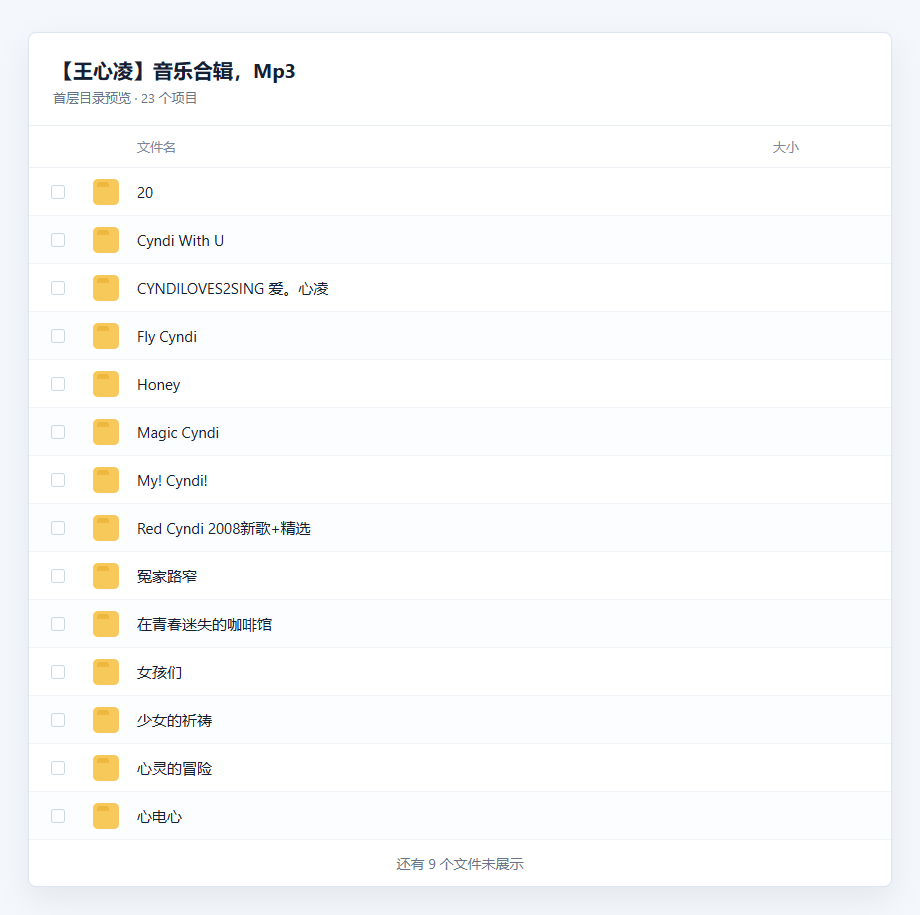 【王心凌】音乐合辑，Mp3
首层目录预览 · 23 个项目
文件名 大小
20
Cyndi With U
CYNDILOVES2SING 爱。心凌
Fly Cyndi
Honey
Magic Cyndi
My! Cyndi!
Red Cyndi 2008新歌+精选
冤家路窄
在青春迷失的咖啡馆
女孩们
少女的祈祷
心灵的冒险
心电心
还有 9 个文件未展示